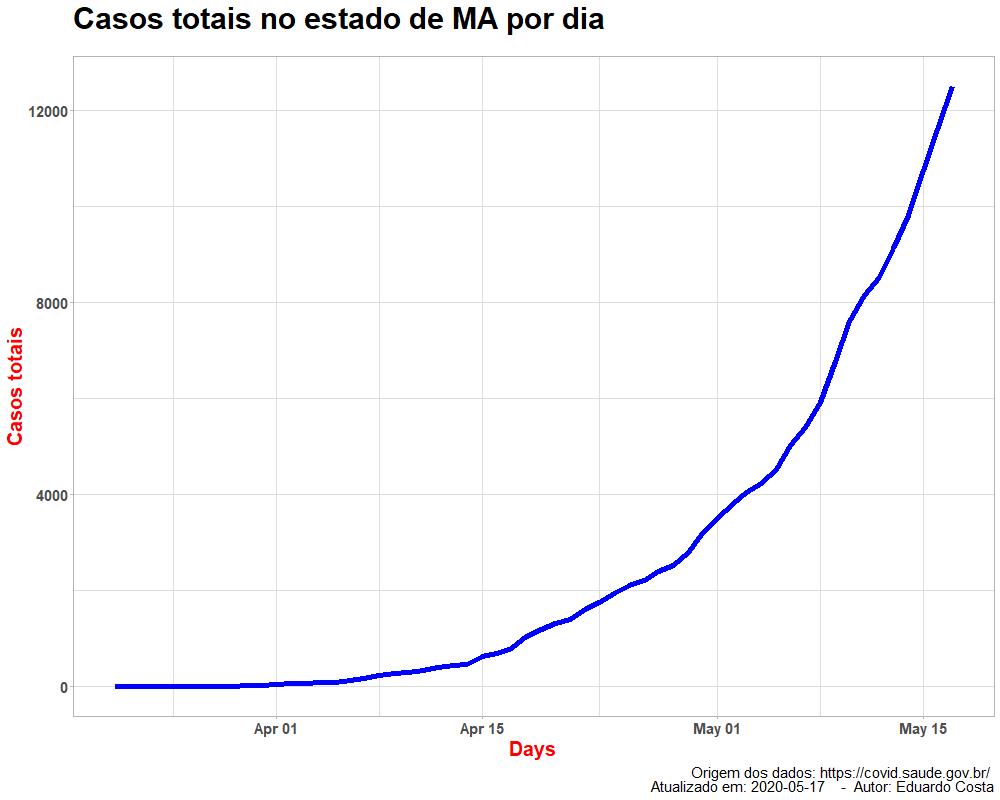 Casos totais no estado de MA por dia
12000
8000
4000
0
Casos totais
Apr 01
Apr 15
May 01
May 15
Days
Origem dos dados: https://covid.saude.gov.br/
Atualizado em: 2020-05-17 - Autor: Eduardo Costa